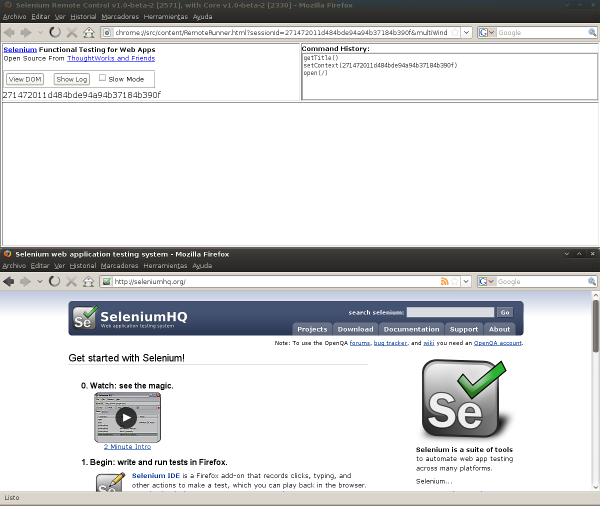 Selenium Remote Control v1.0-beta-2 [2571], with Core v1.0-beta-2 [2330] - Mozilla Firefox
Archivo Editar Ver Historial Marcadores Herramientas Ayuda
chrome://src/content/RemoteRunner.html?sessionId=271472011d484bde94a94b37184b390f&multiWind
Google
Selenium Functional Testing for Web Apps
Open Source From ThoughtWorks and Friends
View DOM Show Log Slow Mode
271472011d484bde94a94b37184b390f
Command History:
getTitle()
setContext(271472011d484bde94a94b37184b390f)
open(/)
Selenium web application testing system - Mozilla Firefox
Archivo Editar Ver Historial Marcadores Herramientas Ayuda
http://seleniumhq.org/
Google
Se SeleniumHQ
Web application testing system
search selenium: Go
Projects Download Documentation Support About
Note: To use the OpenQA forums, bug tracker, and wiki you need an OpenQA account.
Get started with Selenium!
0. Watch: see the magic.
2 Minute Intro
1. Begin: write and run tests in Firefox.
Selenium IDE is a Firefox add-on that records clicks, typing, and
other actions to make a test, which you can play back in the browser.
Se
Selenium is a suite of tools
to automate web app testing
across many platforms.
Selenium...
Listo